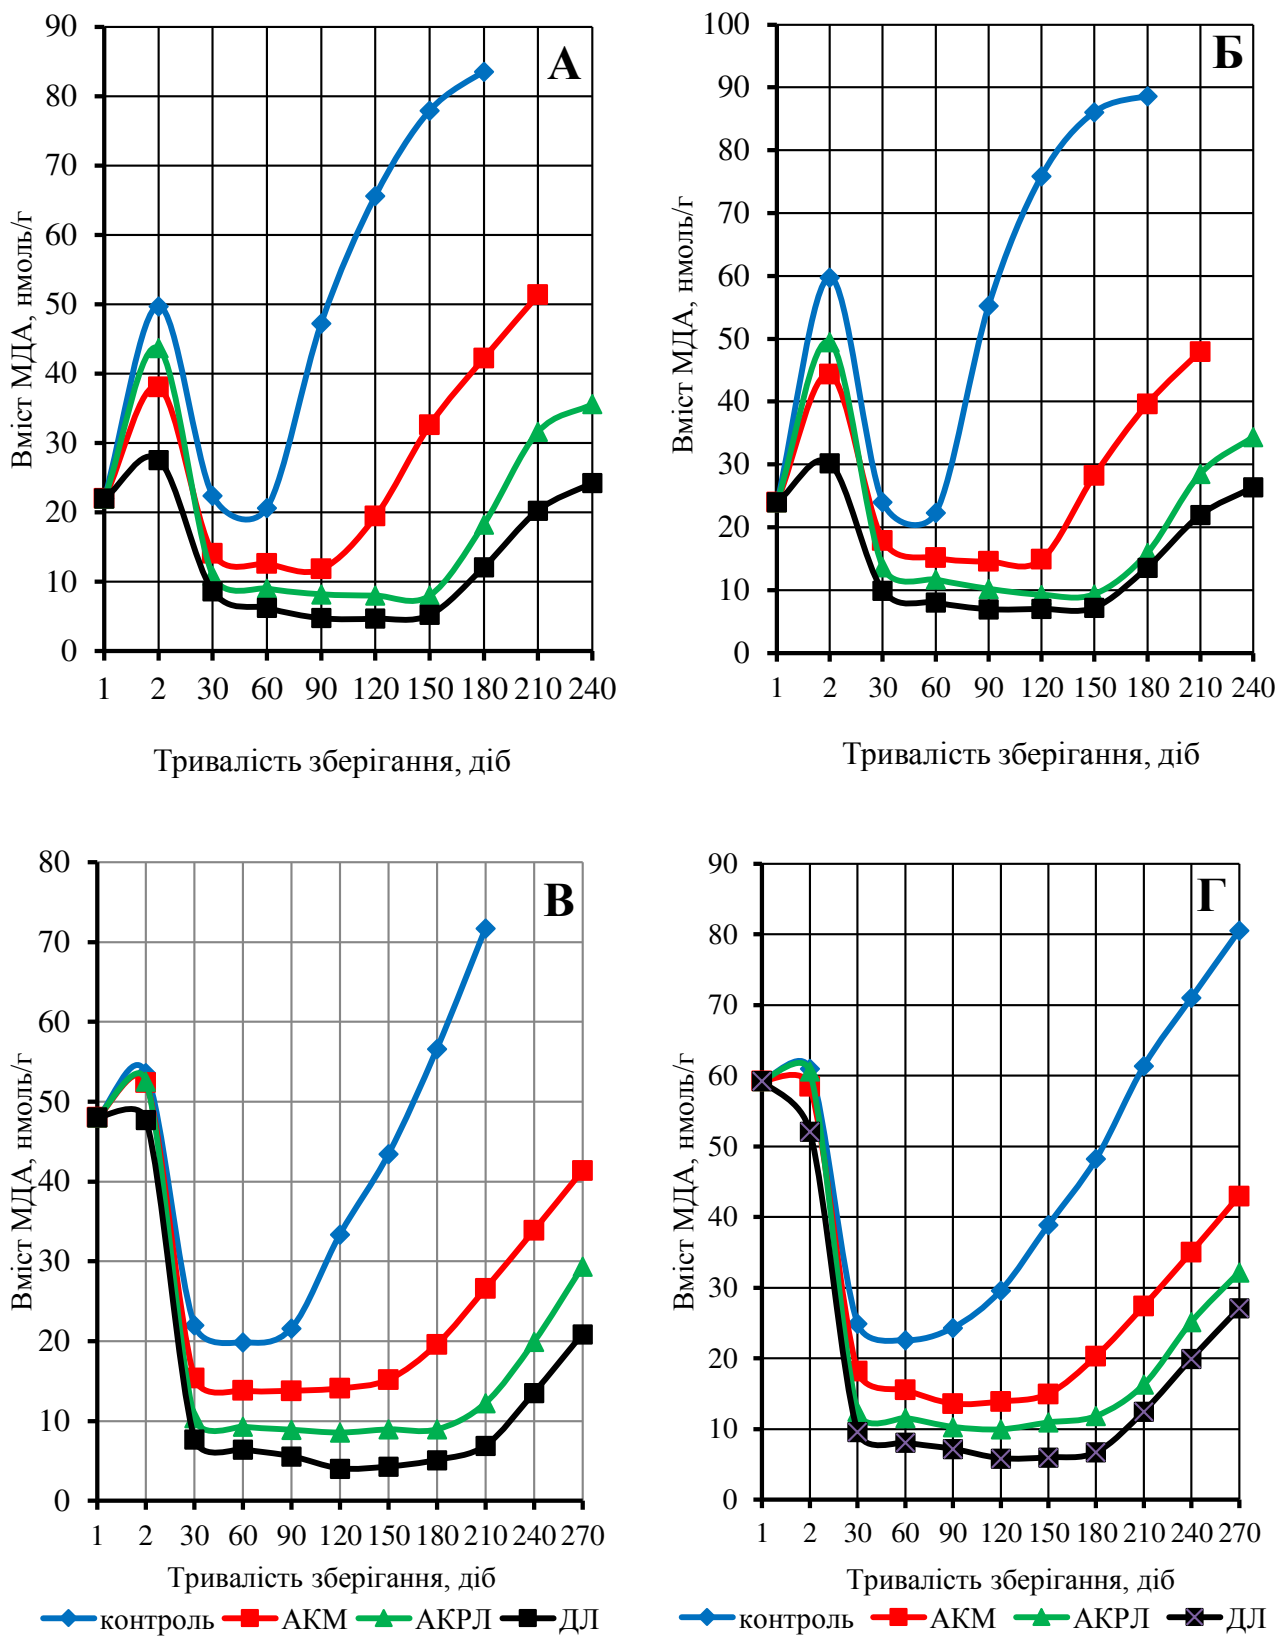 А
90
80
70
60
50
40
30
20
10
0
Вміст МДА, нмоль/г
1 2 30 60 90 120 150 180 210 240
Тривалість зберігання, діб
Б
100
90
80
70
60
50
40
30
20
10
0
Вміст МДА, нмоль/г
1 2 30 60 90 120 150 180 210 240
Тривалість зберігання, діб
В
80
70
60
50
40
30
20
10
0
Вміст МДА, нмоль/г
1 2 30 60 90 120 150 180 210 240 270
Тривалість зберігання, діб
контроль АКМ АКРЛ ДЛ
Г
90
80
70
60
50
40
30
20
10
0
Вміст МДА, нмоль/г
1 2 30 60 90 120 150 180 210 240 270
Тривалість зберігання, діб
контроль АКМ АКРЛ ДЛ